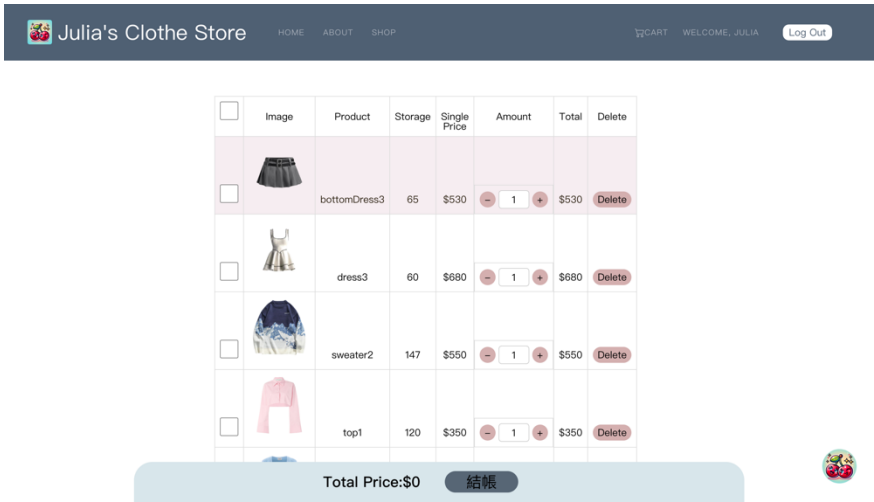 Julia's Clothe Store HOME ABOUT SHOP CART WELCOME, JULIA Log Out
Image Product Storage Single Price Amount Total Delete
bottomDress3 65 $530 − 1 + $530 Delete
dress3 60 $680 − 1 + $680 Delete
sweater2 147 $550 − 1 + $550 Delete
top1 120 $350 − 1 + $350 Delete
Total Price:$0 結帳